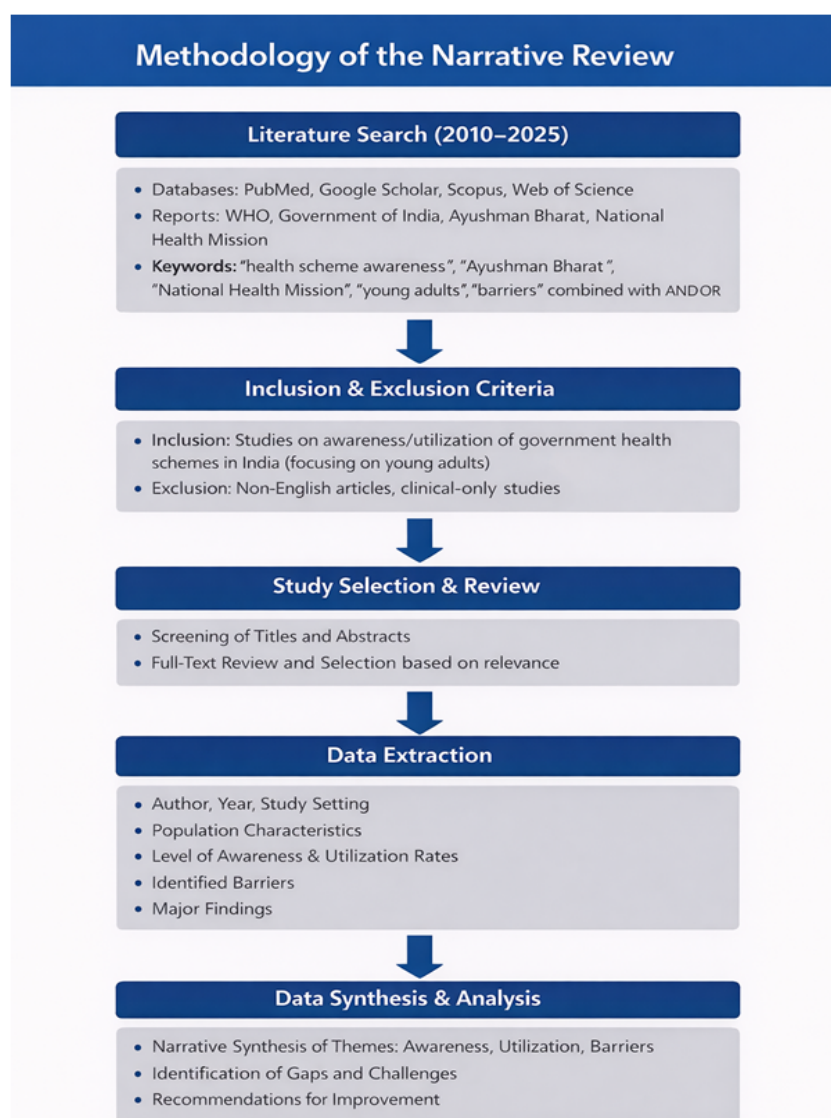 Methodology of the Narrative Review
Literature Search (2010–2025)
• Databases: PubMed, Google Scholar, Scopus, Web of Science
• Reports: WHO, Government of India, Ayushman Bharat, National
Health Mission
• Keywords: "health scheme awareness", "Ayushman Bharat",
"National Health Mission", "young adults", "barriers" combined with ANDOR
Inclusion & Exclusion Criteria
• Inclusion: Studies on awareness/utilization of government health
schemes in India (focusing on young adults)
• Exclusion: Non-English articles, clinical-only studies
Study Selection & Review
• Screening of Titles and Abstracts
• Full-Text Review and Selection based on relevance
Data Extraction
• Author, Year, Study Setting
• Population Characteristics
• Level of Awareness & Utilization Rates
• Identified Barriers
• Major Findings
Data Synthesis & Analysis
• Narrative Synthesis of Themes: Awareness, Utilization, Barriers
• Identification of Gaps and Challenges
• Recommendations for Improvement